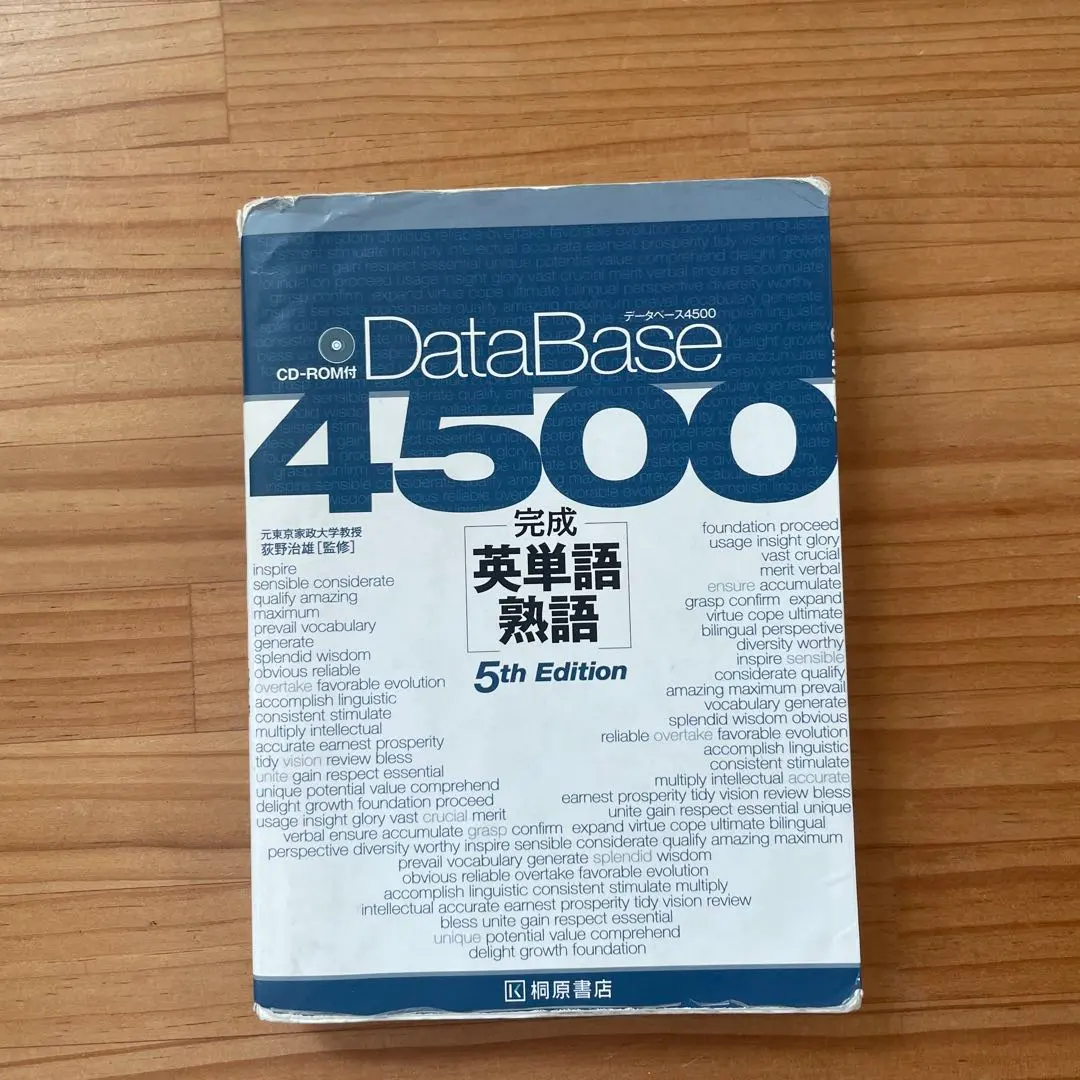 データベース4500
DataBase
CD-ROM付
4500
完成
英単語
熟語
5th Edition
元東京家政大学教授
荻野治雄[監修]
inspire
sensible considerate
qualify amazing
maximum
prevail vocabulary
generate
splendid wisdom
obvious reliable
overtake favorable evolution
accomplish linguistic
consistent stimulate
multiply intellectual
accurate earnest prosperity
tidy vision review bless
unite gain respect essential
unique potential value comprehend
delight growth foundation proceed
usage insight glory vast crucial merit
foundation proceed
usage insight glory
vast crucial
merit verbal
ensure accumulate
grasp confirm expand
virtue cope ultimate
bilingual perspective
diversity worthy
inspire sensible
considerate qualify
amazing maximum prevail
vocabulary generate
splendid wisdom obvious
reliable overtake favorable evolution
accomplish linguistic
consistent stimulate
multiply intellectual accurate
earnest prosperity tidy vision review bless
unite gain respect essential unique
verbal ensure accumulate grasp confirm expand virtue cope ultimate bilingual
perspective diversity worthy inspire sensible considerate qualify amazing maximum
prevail vocabulary generate splendid wisdom
obvious reliable overtake favorable evolution
accomplish linguistic consistent stimulate multiply
intellectual accurate earnest prosperity tidy vision review
bless unite gain respect essential
unique potential value comprehend
delight growth foundation
桐原書店